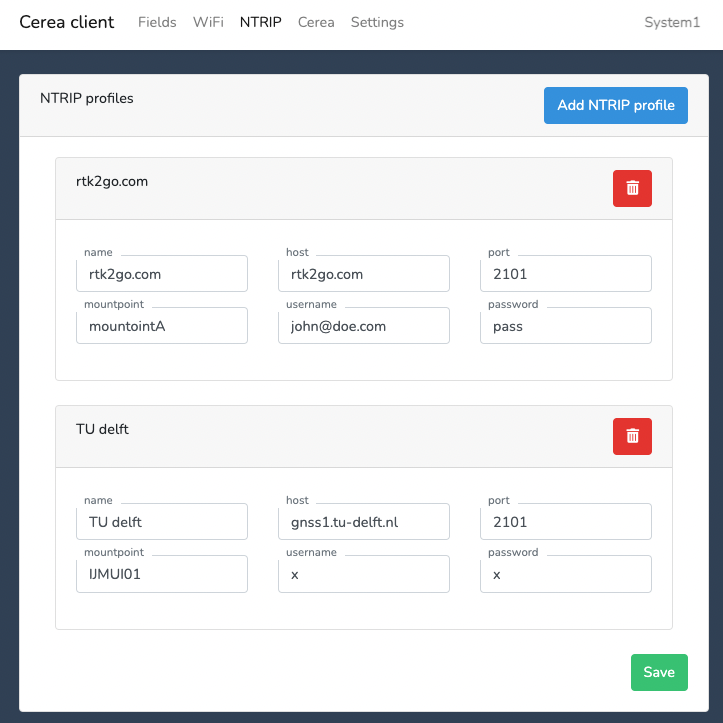 Cerea client Fields WiFi NTRIP Cerea Settings System1
NTRIP profiles Add NTRIP profile
rtk2go.com
name host port
rtk2go.com rtk2go.com 2101
mountpoint username password
mountointA john@doe.com pass
TU delft
name host port
TU delft gnss1.tu-delft.nl 2101
mountpoint username password
IJMUI01 x x
Save